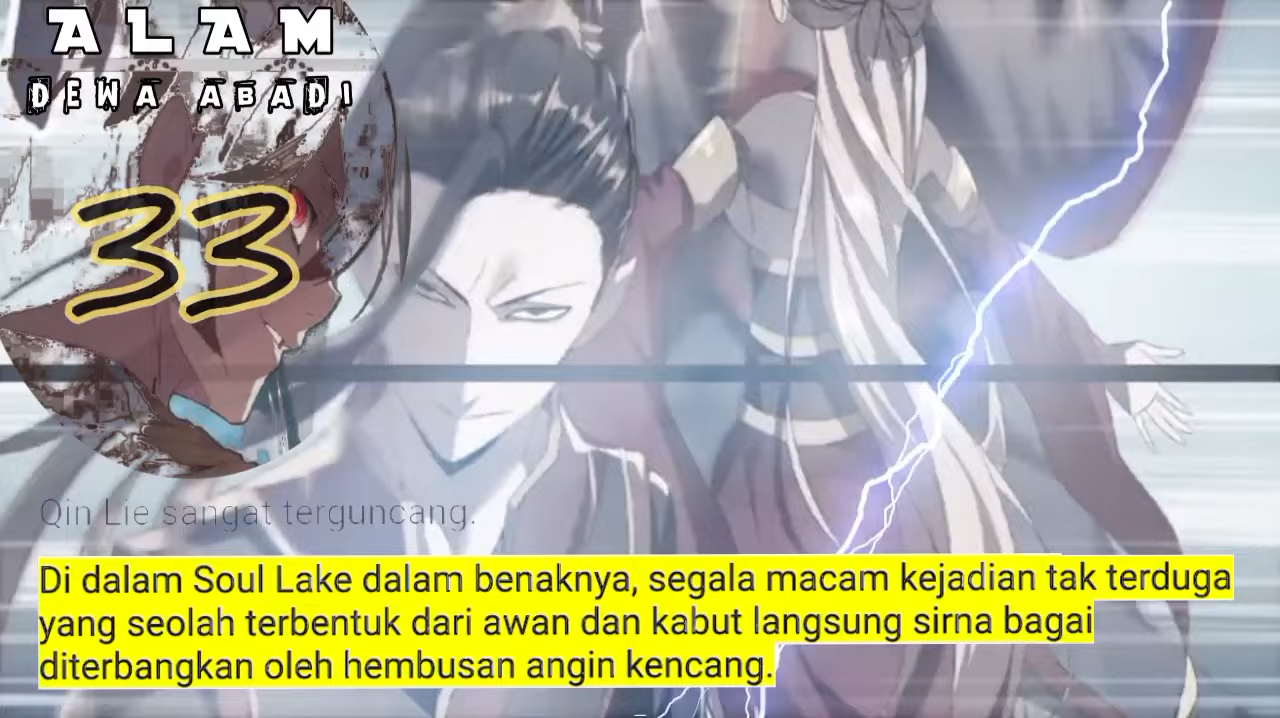 ALAM
DEWA ABADI
33
Qin Lie sangat terguncang.
Di dalam Soul Lake dalam benaknya, segala macam kejadian tak terduga
yang seolah terbentuk dari awan dan kabut langsung sirna bagai
diterbangkan oleh hembusan angin kencang.